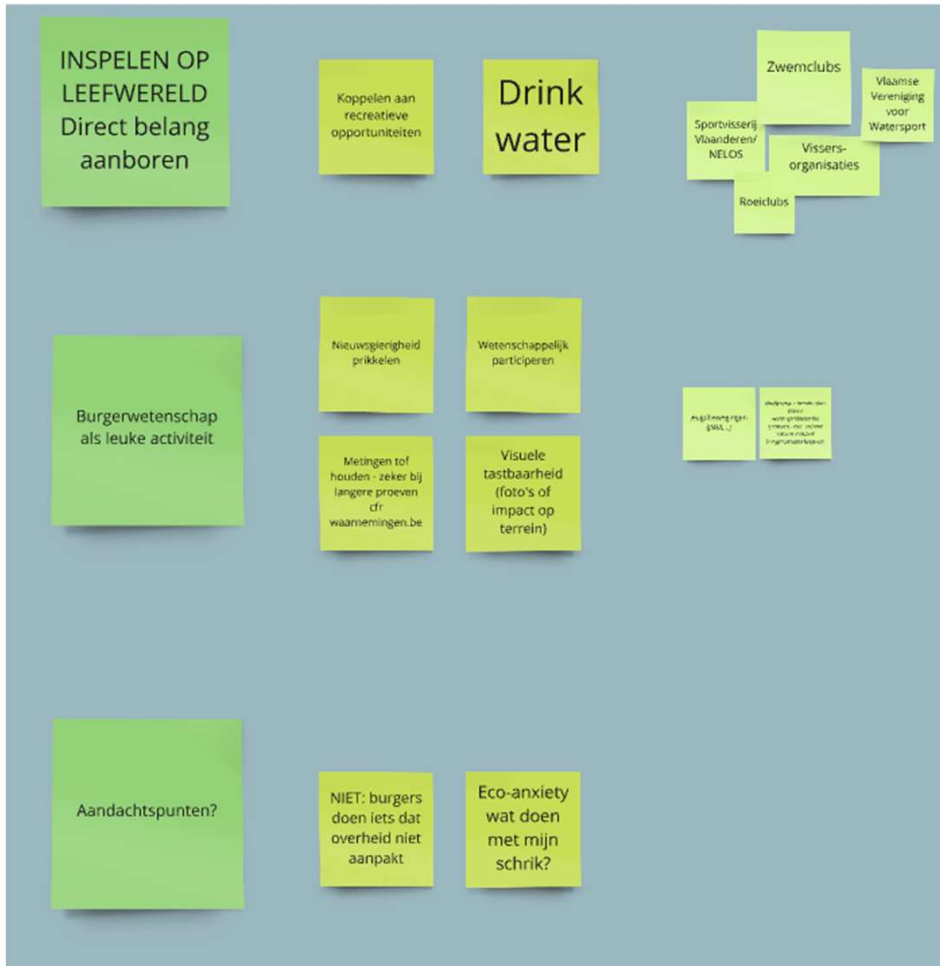 INSPELEN OP
LEEFWERELD
Direct belang
aanboren
Koppelen aan
recreatieve
opportuniteiten
Drink
water
Zwemclubs
Vlaamse
Vereniging
voor
Watersport
Sportvisserij
Vlaanderen/
NELOS
Vissers-
organisaties
Roeiclubs
Burgerwetenschap
als leuke activiteit
Nieuwsgierigheid
prikkelen
Wetenschappelijk
participeren
Metingen tof
houden - zeker bij
langere proeven
cfr
waarnemingen.be
Visuele
tastbaarheid
(foto's of
impact op
terrein)
Aandachtspunten?
NIET: burgers
doen iets dat
overheid niet
aanpakt
Eco-anxiety
wat doen
met mijn
schrik?